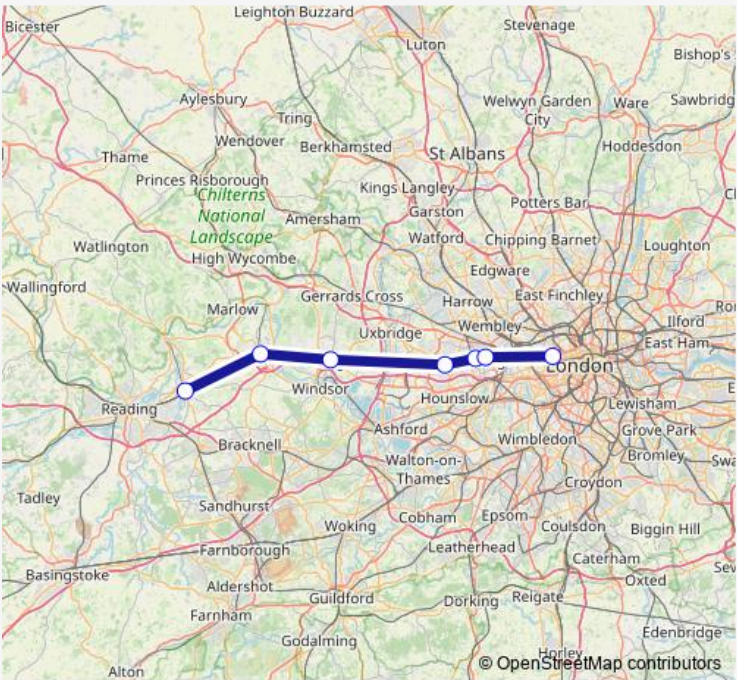 Leighton Buzzard
Bicester
Stevenage
Luton
Bishop's
Aylesbury
Welwyn Garden
City
Ware
Sawbridg
Tring
Wendover
Berkhamsted
Hoddesdon
Thame
St Albans
Princes Risborough
Chilterns
National
Landscape
Kings Langley
Garston
Potters Bar
Amersham
Watford
Chipping Barnet
Watlington
Loughton
High Wycombe
Edgware
Wallingford
Gerrards Cross
Harrow
East Finchley
Marlow
Ilford
Uxbridge
Wembley
East Ham
London
Windsor
Hounslow
Reading
Lewisham
Ashford
Grove Park
Bracknell
Wimbledon
Bromley
Walton-on-
Thames
Swa
Croydon
Tadley
Sandhurst
Cobham
Epsom
Woking
Coulsdon
Biggin Hill
Farnborough
Leatherhead
Caterham
Basingstoke
Oxted
Aldershot
Guildford
Dorking
Reigate
Farnham
Edenbridge
Godalming
Horley
Alton
© OpenStreetMap contributors